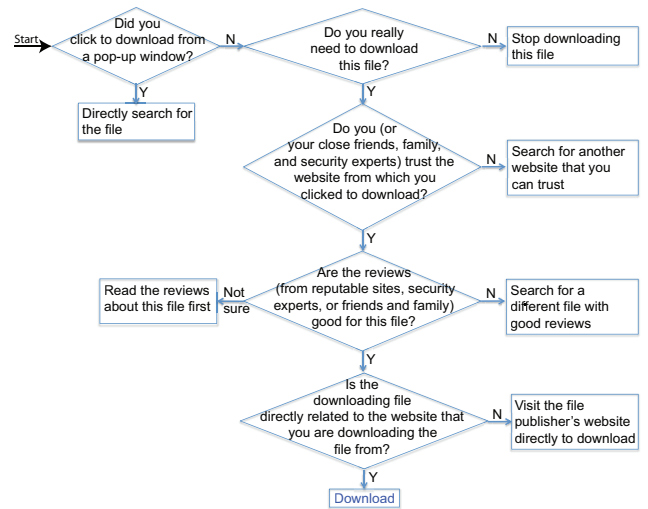 Start
Did you
click to download from
a pop-up window?
N
Y
Directly search for
the file
Do you really
need to download
this file?
N
Stop downloading
this file
Y
Do you (or
your close friends, family,
and security experts) trust the
website from which you
clicked to download?
N
Search for another
website that you
can trust
Y
Are the reviews
(from reputable sites, security
experts, or friends and family)
good for this file?
Not
sure
Read the reviews
about this file first
N
Search for a
different file with
good reviews
Y
Is the
downloading file
directly related to the website that
you are downloading the
file from?
N
Visit the file
publisher's website
directly to download
Y
Download